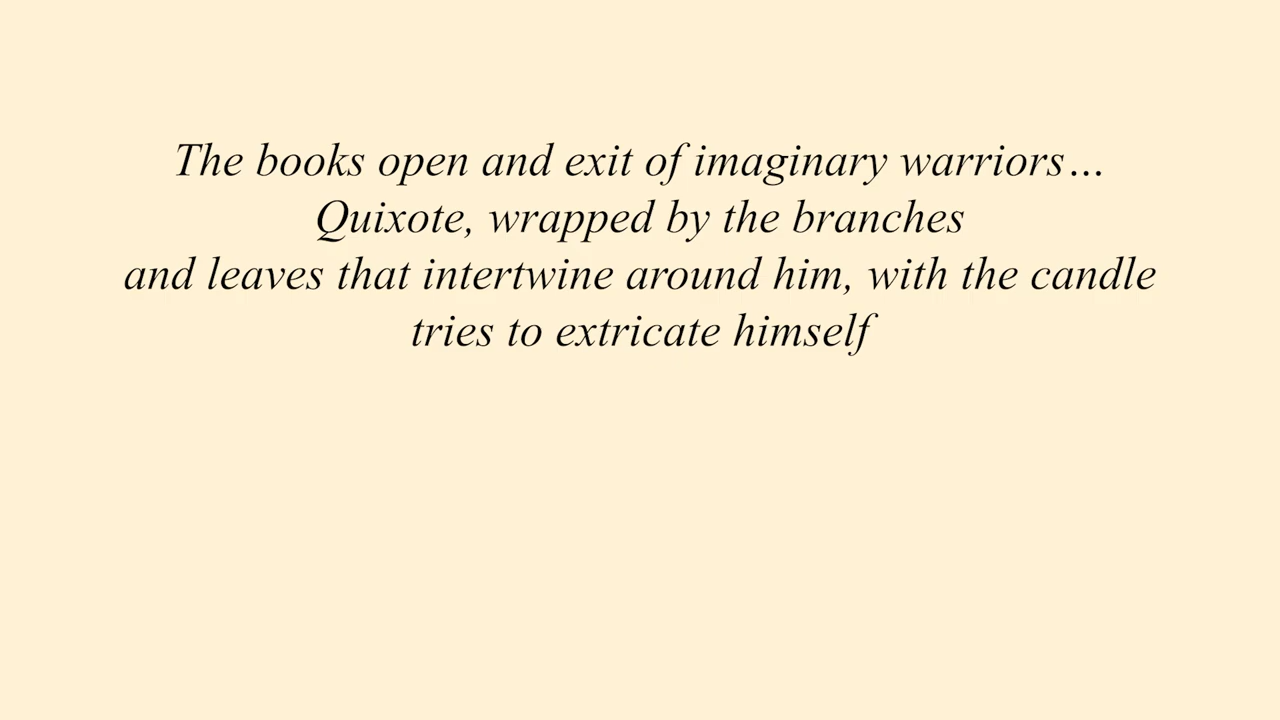 The books open and exit of imaginary warriors…
Quixote, wrapped by the branches
and leaves that intertwine around him, with the candle
tries to extricate himself